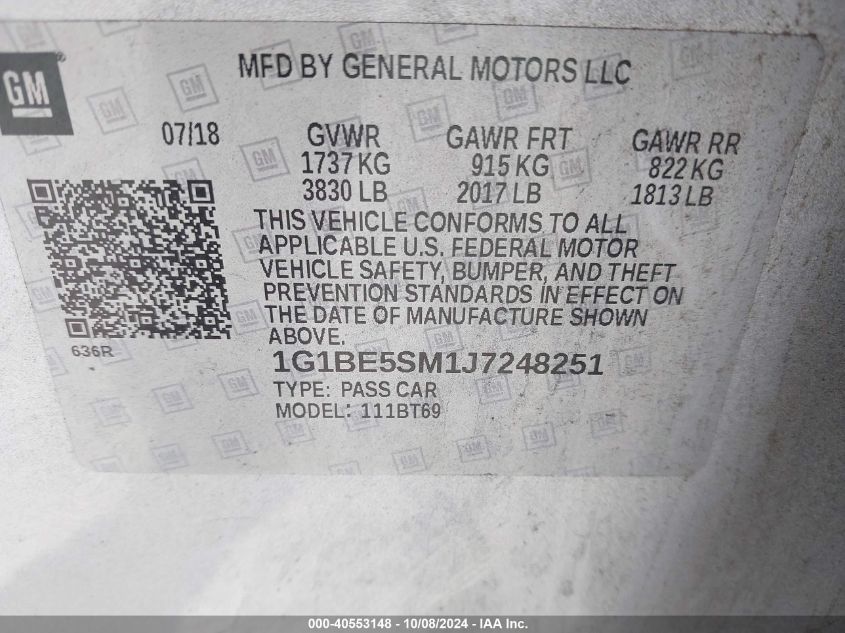 GM
MFD BY GENERAL MOTORS LLC
07/18 GVWR GAWR FRT GAWR RR
1737 KG 915 KG 822 KG
3830 LB 2017 LB 1813 LB
THIS VEHICLE CONFORMS TO ALL
APPLICABLE U.S. FEDERAL MOTOR
VEHICLE SAFETY, BUMPER, AND THEFT
PREVENTION STANDARDS IN EFFECT ON
THE DATE OF MANUFACTURE SHOWN
ABOVE.
636R
1G1BE5SM1J7248251
TYPE: PASS CAR
MODEL: 111BT69
000-40553148 - 10/08/2024 - IAA Inc.